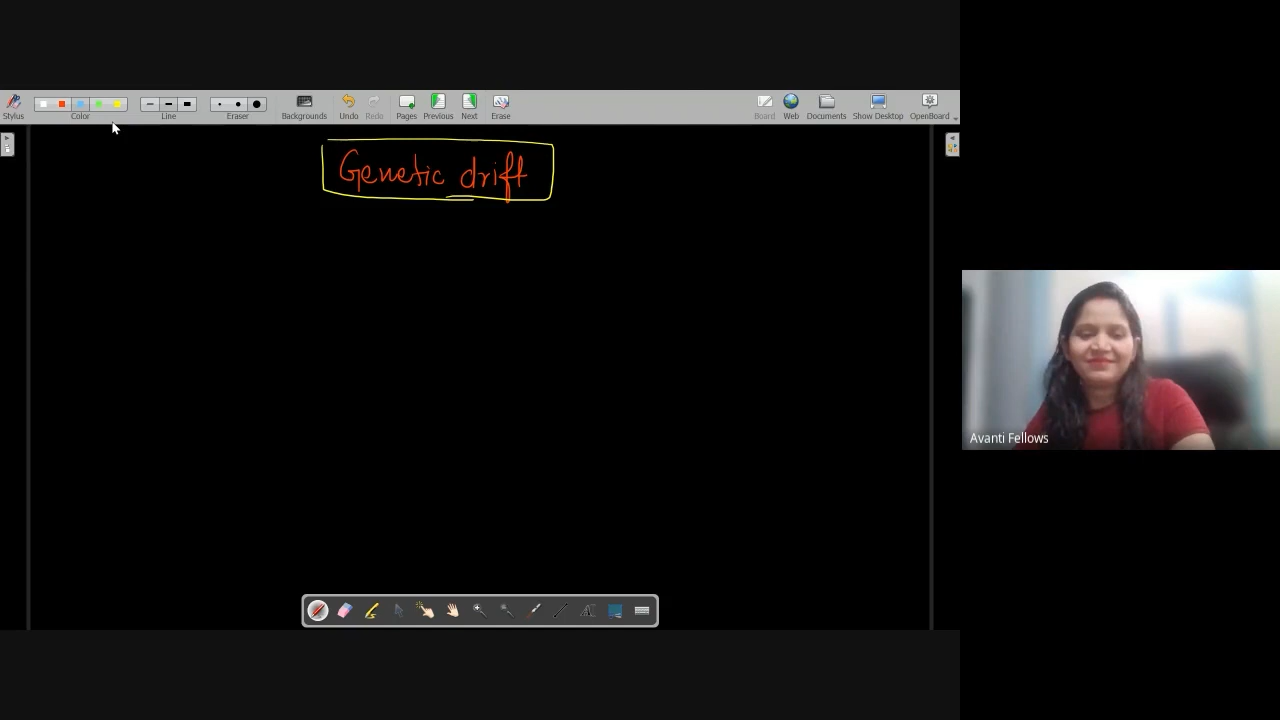 Stylus Color Line Eraser Backgrounds Undo Redo Pages Previous Next Erase Board Web Documents Show Desktop OpenBoard
Genetic drift
Avanti Fellows